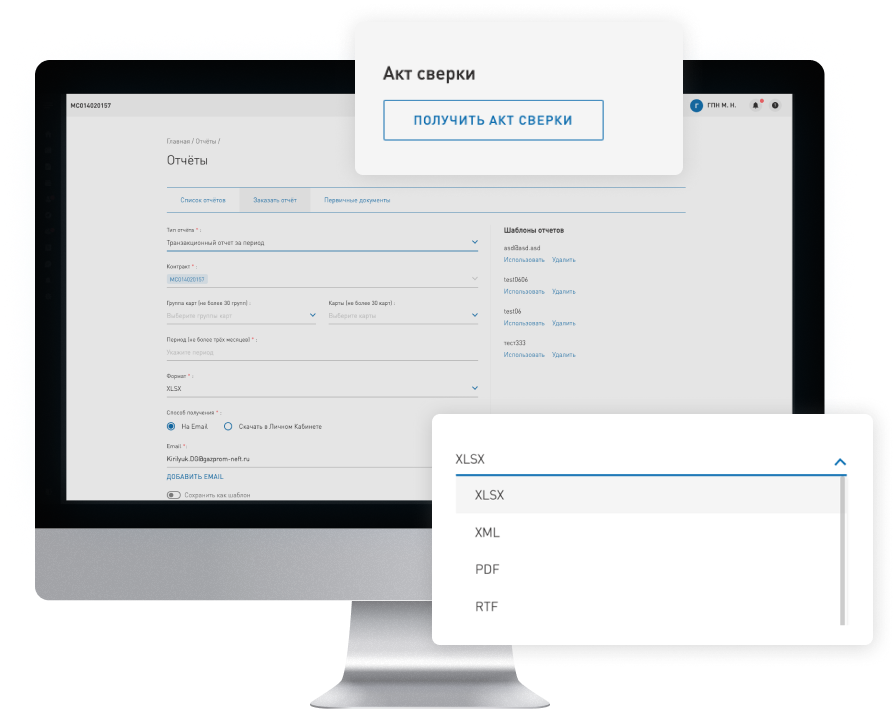 Акт сверки
ПОЛУЧИТЬ АКТ СВЕРКИ
МС014020157
Г ГПН М. Н.
Главная / Отчёты /
Отчёты
Список отчётов Заказать отчёт Первичные документы
Тип отчёта * :
Транзакционный отчет за период
Контракт * :
МС014020157
Группа карт (не более 30 групп) :
Карты (не более 30 карт) :
Выберите группы карт
Выберите карты
Период (не более трёх месяцев) * :
Укажите период
Формат * :
XLSX
Способ получения * :
На Email Скачать в Личном Кабинете
Email * :
Kirilyuk.DG@gazprom-neft.ru
ДОБАВИТЬ EMAIL
Сохранить как шаблон
Шаблоны отчетов
asd@asd.asd
Использовать Удалить
test0606
Использовать Удалить
test06
Использовать Удалить
тест333
Использовать Удалить
XLSX
XLSX
XML
PDF
RTF